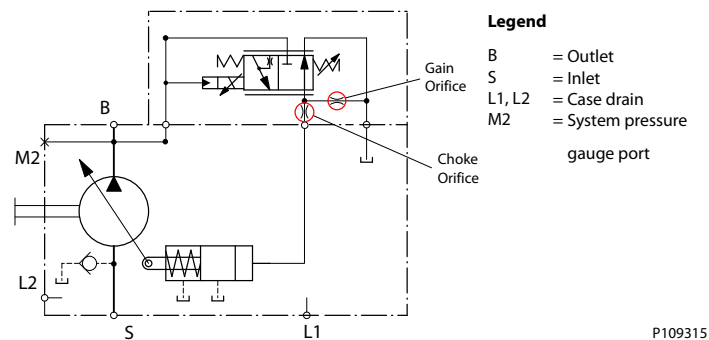 Legend
B = Outlet
S = Inlet
L1, L2 = Case drain
M2 = System pressure
gauge port
Gain
Orifice
Choke
Orifice
B
M2
L2
S
L1
P109315